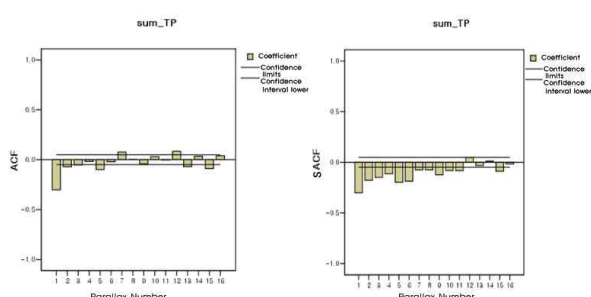 sum_TP
1.0
0.5
0.0
-0.5
-1.0
ACF
1 2 3 4 5 6 7 8 9 10 11 12 13 14 15 16
Parallax Number
Coefficient
Confidence
limits
Confidence
Interval lower
sum_TP
1.0
0.5
0.0
-0.5
-1.0
SACF
1 2 3 4 5 6 7 8 9 10 11 12 13 14 15 16
Parallax Number
Coefficient
Confidence
limits
Confidence
Interval lower